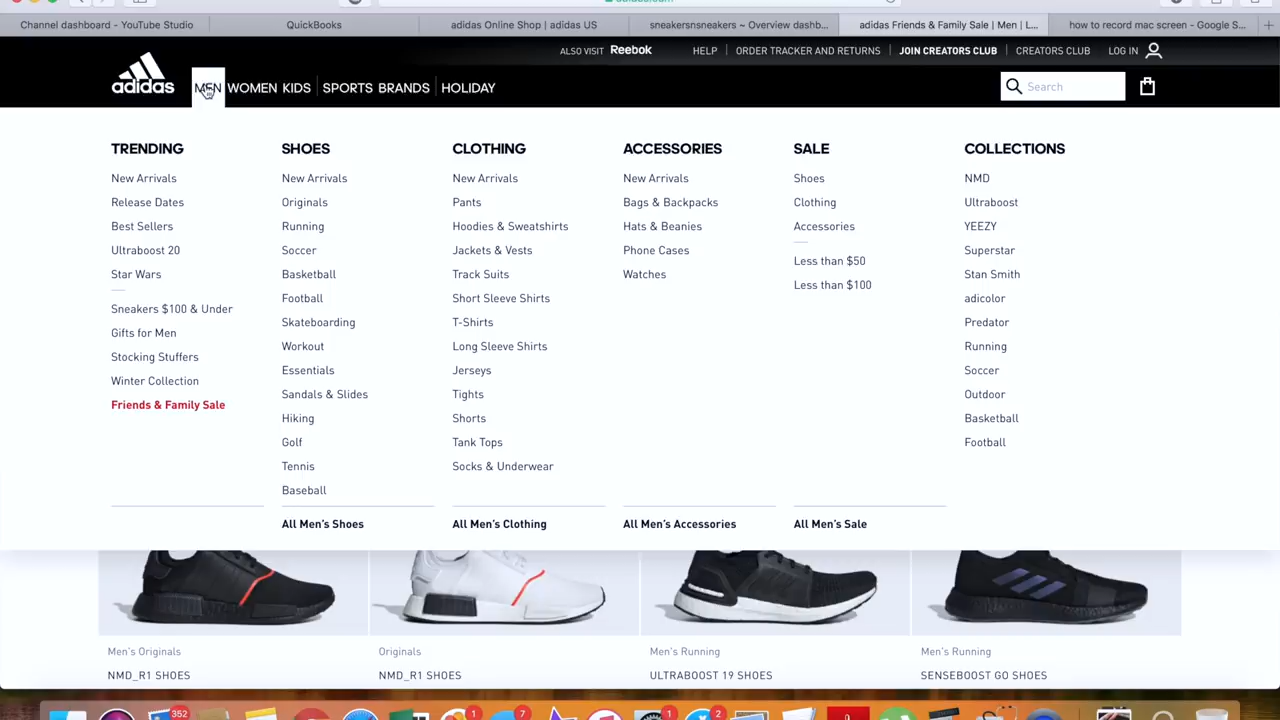 Channel dashboard - YouTube Studio
QuickBooks
adidas Online Shop | adidas US
sneakersnsneakers ~ Overview dashb...
adidas Friends & Family Sale | Men | L...
how to record mac screen - Google S...
ALSO VISIT Reebok
HELP
ORDER TRACKER AND RETURNS
JOIN CREATORS CLUB
CREATORS CLUB
LOG IN
adidas
MEN
WOMEN
KIDS
SPORTS
BRANDS
HOLIDAY
Search
TRENDING
New Arrivals
Release Dates
Best Sellers
Ultraboost 20
Star Wars
Sneakers $100 & Under
Gifts for Men
Stocking Stuffers
Winter Collection
Friends & Family Sale
SHOES
New Arrivals
Originals
Running
Soccer
Basketball
Football
Skateboarding
Workout
Essentials
Sandals & Slides
Hiking
Golf
Tennis
Baseball
All Men's Shoes
CLOTHING
New Arrivals
Pants
Hoodies & Sweatshirts
Jackets & Vests
Track Suits
Short Sleeve Shirts
T-Shirts
Long Sleeve Shirts
Jerseys
Tights
Shorts
Tank Tops
Socks & Underwear
All Men's Clothing
ACCESSORIES
New Arrivals
Bags & Backpacks
Hats & Beanies
Phone Cases
Watches
All Men's Accessories
SALE
Shoes
Clothing
Accessories
Less than $50
Less than $100
All Men's Sale
COLLECTIONS
NMD
Ultraboost
YEEZY
Superstar
Stan Smith
adicolor
Predator
Running
Soccer
Outdoor
Basketball
Football
Men's Originals
NMD_R1 SHOES
Originals
NMD_R1 SHOES
Men's Running
ULTRABOOST 19 SHOES
Men's Running
SENSEBOOST GO SHOES
352
1
7
1
2